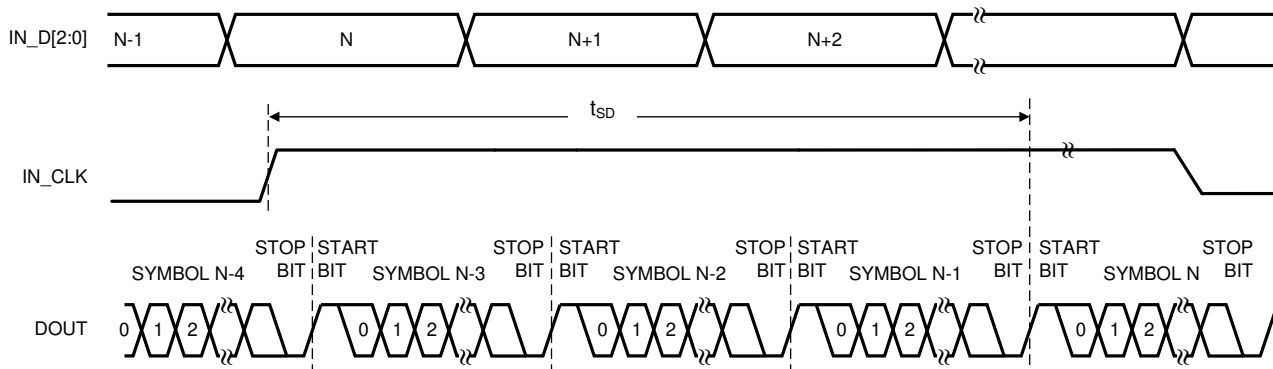 IN_D[2:0] N-1 N N+1 N+2
tSD
IN_CLK
STOP START STOP START STOP START STOP START STOP
BIT BIT BIT BIT BIT BIT BIT BIT BIT
SYMBOL N-4 SYMBOL N-3 SYMBOL N-2 SYMBOL N-1 SYMBOL N
DOUT 0 1 2 0 1 2 0 1 2 0 1 2 0 1 2